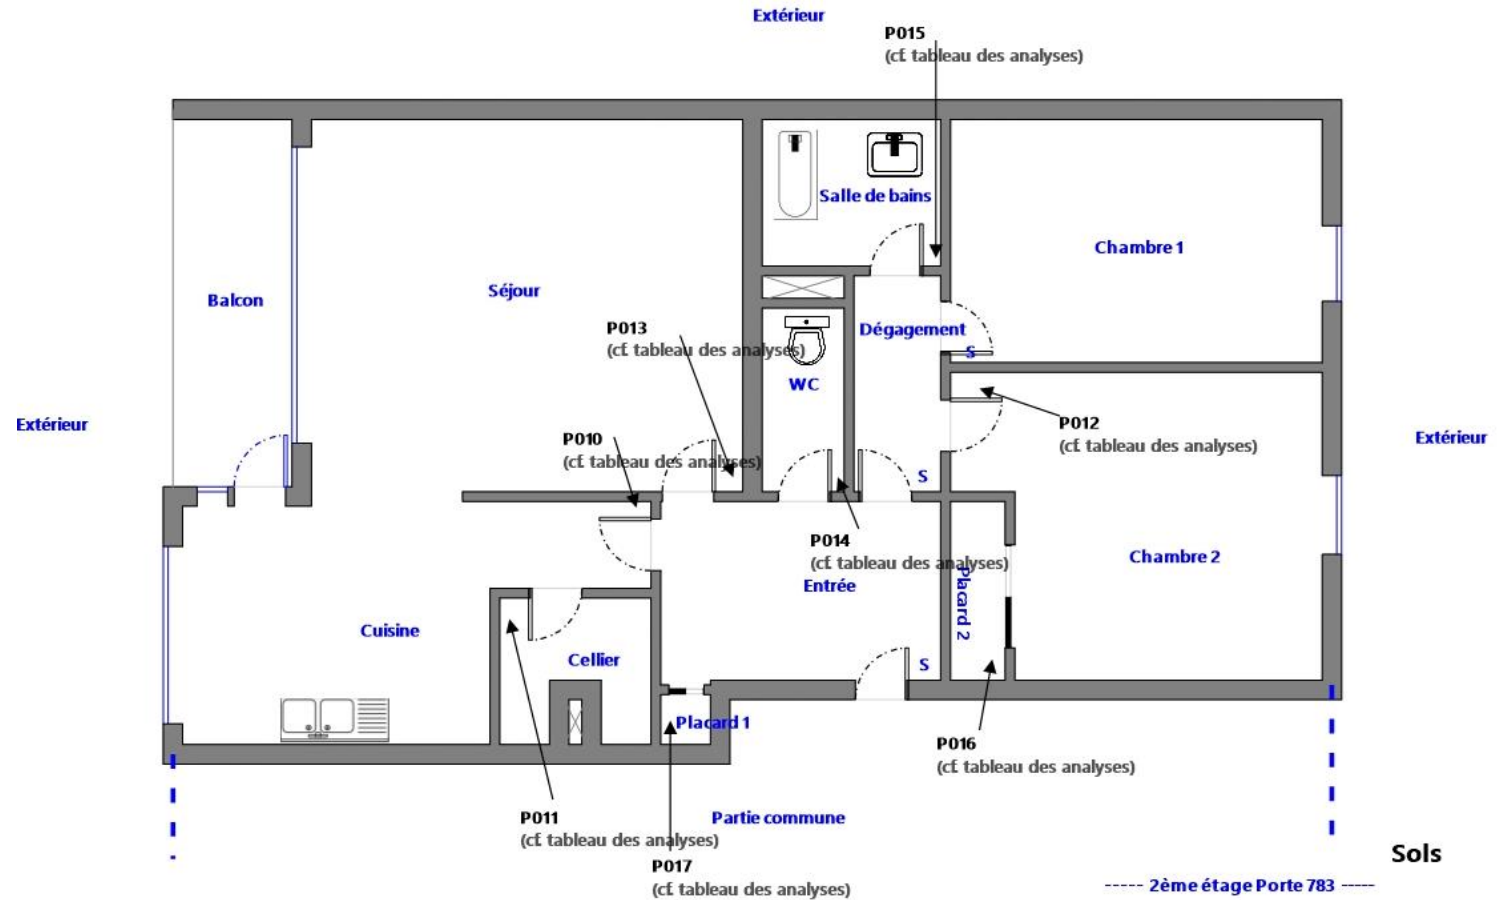 Extérieur
P015
(cf. tableau des analyses)
Salle de bains
Chambre 1
Séjour
Balcon
P013
(cf. tableau des analyses)
Dégagement
S
WC
Extérieur
P010
(cf. tableau des analyses)
P012
(cf. tableau des analyses)
Extérieur
S
P014
(cf. tableau des analyses)
Entrée
Placard 2
Chambre 2
Cuisine
Cellier
S
Placard 1
P016
(cf. tableau des analyses)
P011
(cf. tableau des analyses)
Partie commune
P017
(cf. tableau des analyses)
Sols
----- 2ème étage Porte 783 -----